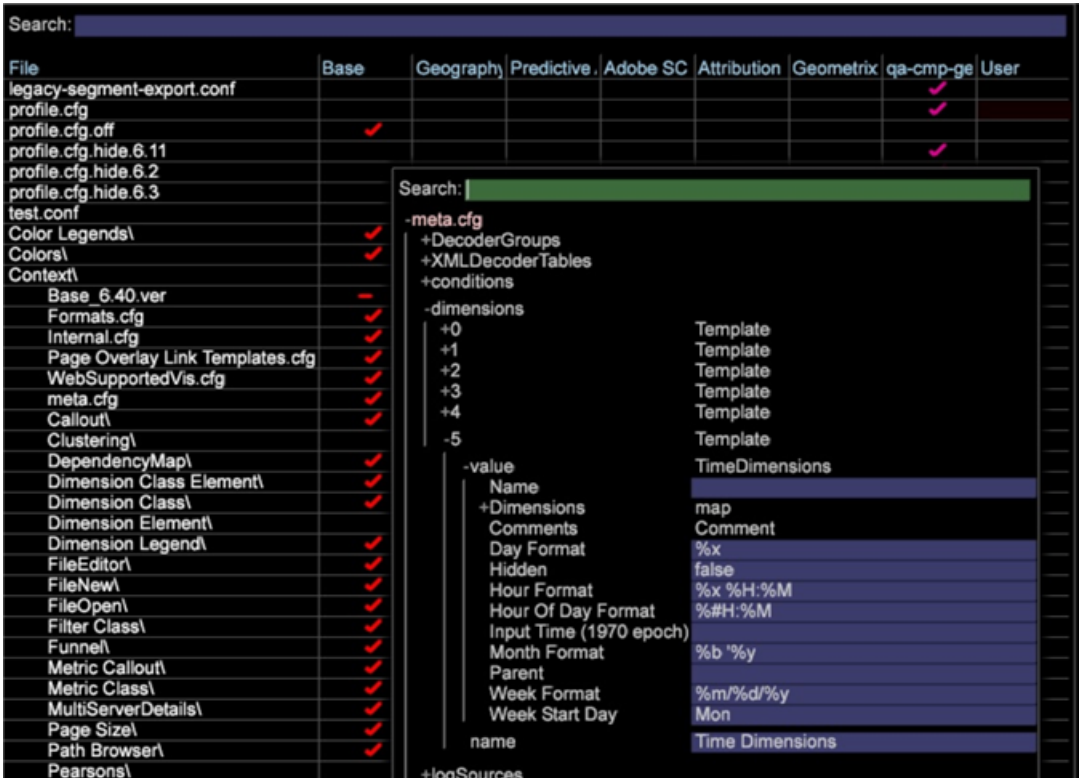 Search:
File Base Geography Predictive Adobe SC Attribution Geometrix qa-cmp-ge User
legacy-segment-export.conf
profile.cfg
profile.cfg.off
profile.cfg.hide.6.11
profile.cfg.hide.6.2
profile.cfg.hide.6.3
test.conf
Color Legends\
Colors\
Context\
Base_6.40.ver
Formats.cfg
Internal.cfg
Page Overlay Link Templates.cfg
WebSupportedVis.cfg
meta.cfg
Callout\
Clustering\
DependencyMap\
Dimension Class Element\
Dimension Class\
Dimension Element\
Dimension Legend\
FileEditor\
FileNew\
FileOpen\
Filter Class\
Funnel\
Metric Callout\
Metric Class\
MultiServerDetails\
Page Size\
Path Browser\
Pearsons\
Search:
-meta.cfg
+DecoderGroups
+XMLDecoderTables
+conditions
-dimensions
+0 Template
+1 Template
+2 Template
+3 Template
+4 Template
-5 Template
-value TimeDimensions
Name
+Dimensions map
Comments Comment
Day Format %x
Hidden false
Hour Format %x %H:%M
Hour Of Day Format %#H:%M
Input Time (1970 epoch)
Month Format %b '%y
Parent
Week Format %m/%d/%y
Week Start Day Mon
name Time Dimensions
+logSources